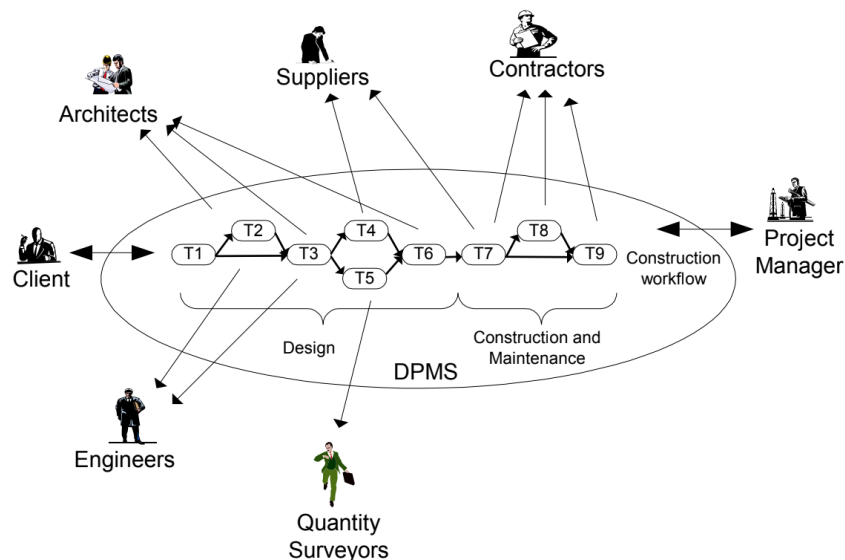 Suppliers
Contractors
Architects
T2
T4
T8
T1
T3
T6
T7
T9
T5
Client
Construction
workflow
Project
Manager
Design
Construction and
Maintenance
DPMS
Engineers
Quantity
Surveyors